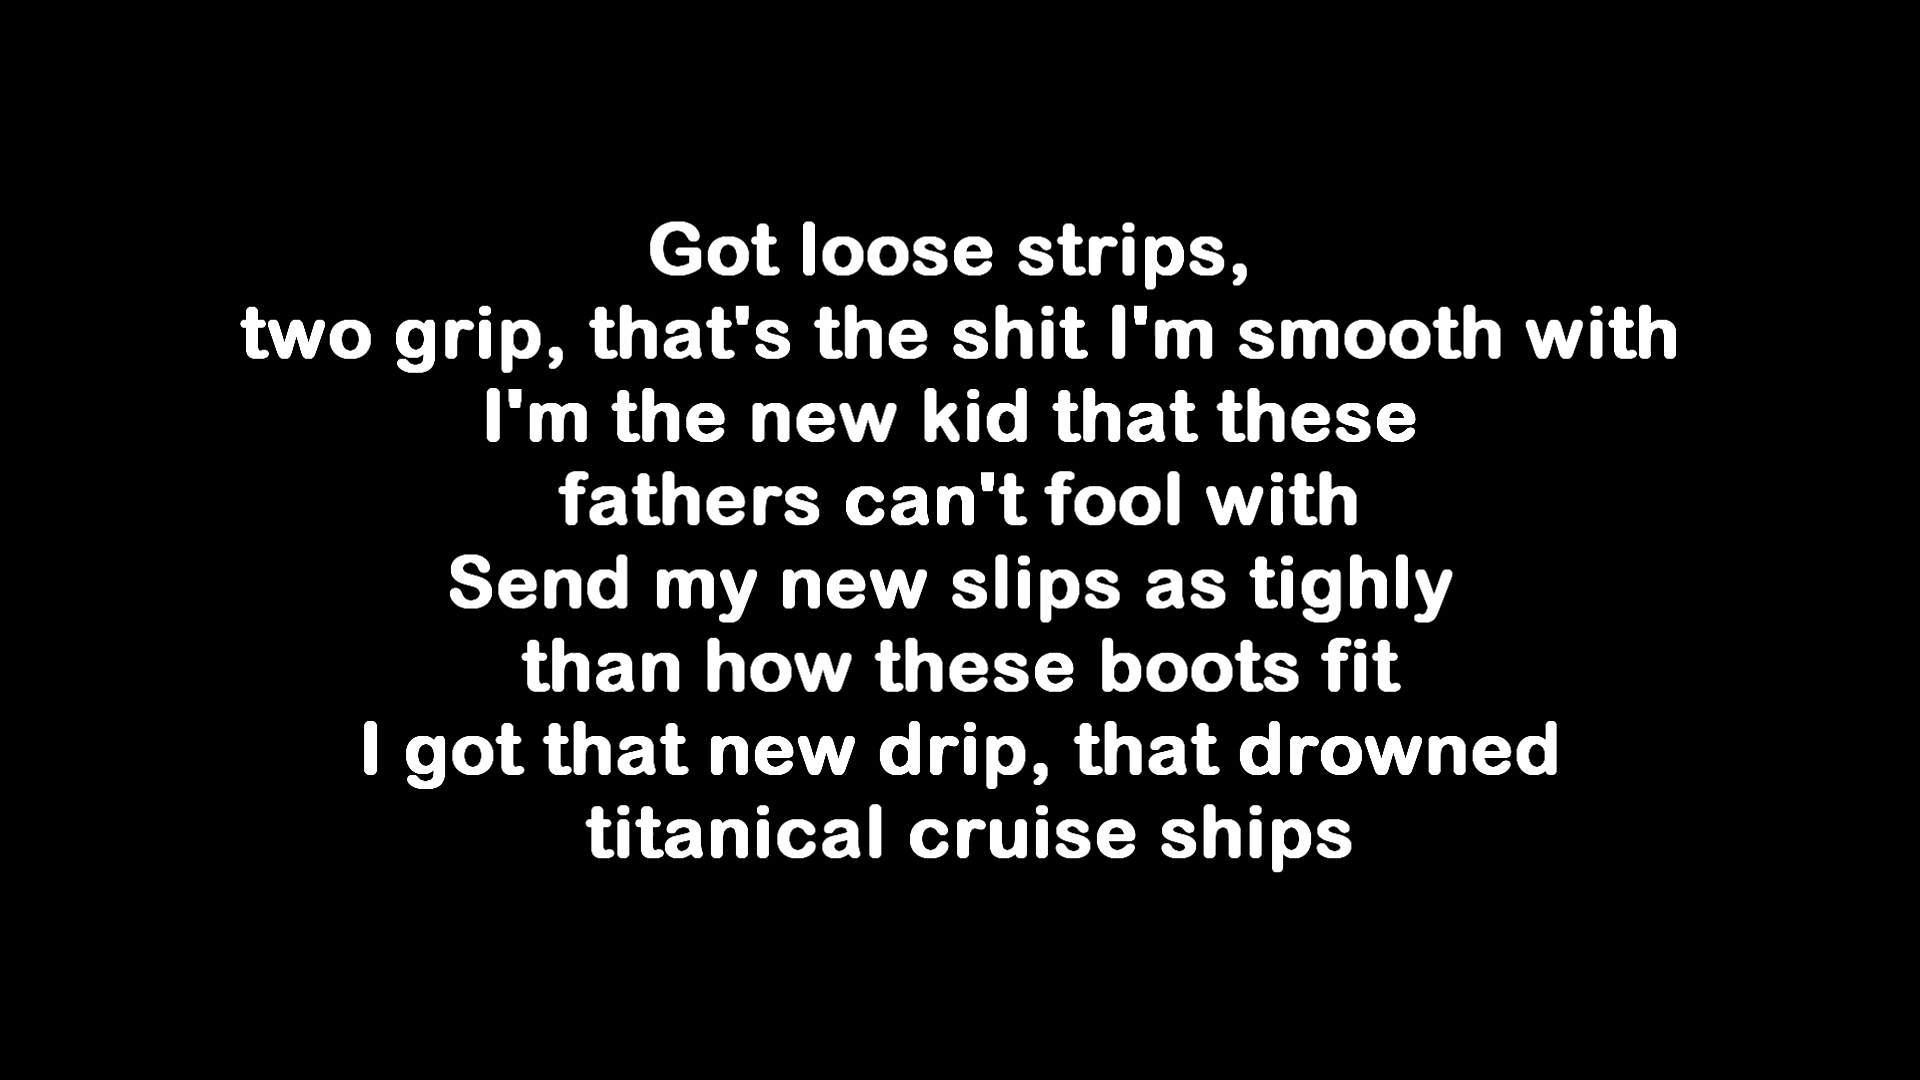 Got loose strips,
two grip, that's the shit I'm smooth with
I'm the new kid that these
fathers can't fool with
Send my new slips as tighly
than how these boots fit
I got that new drip, that drowned
titanical cruise ships